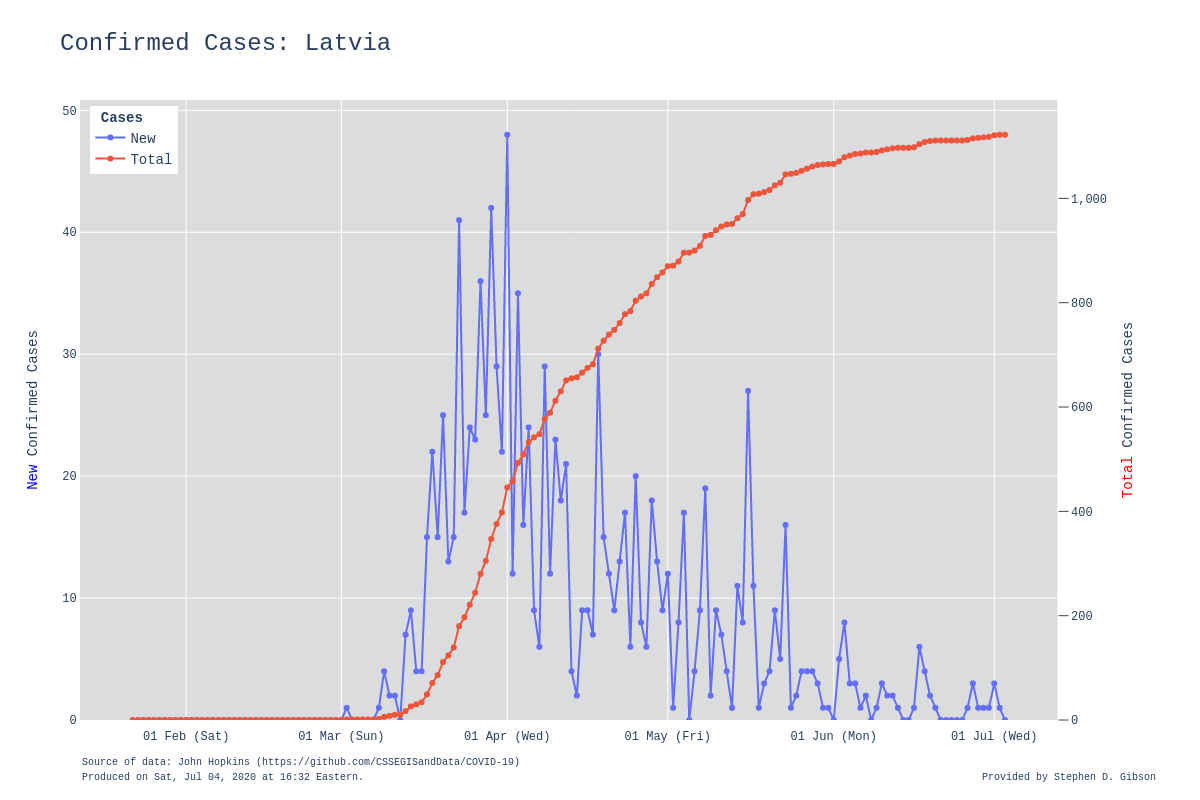 Confirmed Cases: Latvia
Cases
New
Total
50
40
30
20
10
0
1,000
800
600
400
200
0
New Confirmed Cases
Total Confirmed Cases
01 Feb (Sat)
01 Mar (Sun)
01 Apr (Wed)
01 May (Fri)
01 Jun (Mon)
01 Jul (Wed)
Source of data: John Hopkins (https://github.com/CSSEGISandData/COVID-19)
Produced on Sat, Jul 04, 2020 at 16:32 Eastern.
Provided by Stephen D. Gibson